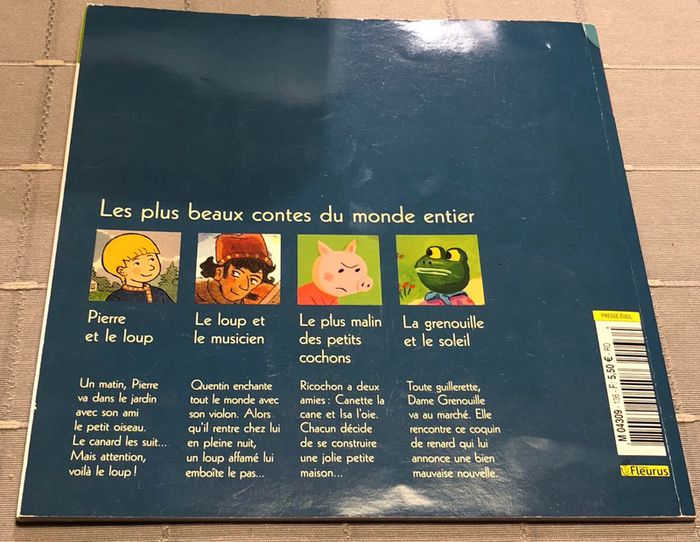 Les plus beaux contes du monde entier
Pierre
et le loup
Le loup et
le musicien
Le plus malin
des petits
cochons
La grenouille
et le soleil
Un matin, Pierre
va dans le jardin
avec son ami
le petit oiseau.
Le canard les suit...
Mais attention,
voilà le loup !
Quentin enchante
tout le monde avec
son violon. Alors
qu'il rentre chez lui
en pleine nuit,
un loup affamé lui
emboîte le pas...
Ricochon a deux
amies : Canette la
cane et Isa l'oie.
Chacun décide
de se construire
une jolie petite
maison...
Toute guillerette,
Dame Grenouille
va au marché. Elle
rencontre ce coquin
de renard qui lui
annonce une bien
mauvaise nouvelle.
PRESSE ÉVEIL
M 04309 - 136 - F: 5,50 € - RD
Fleurus